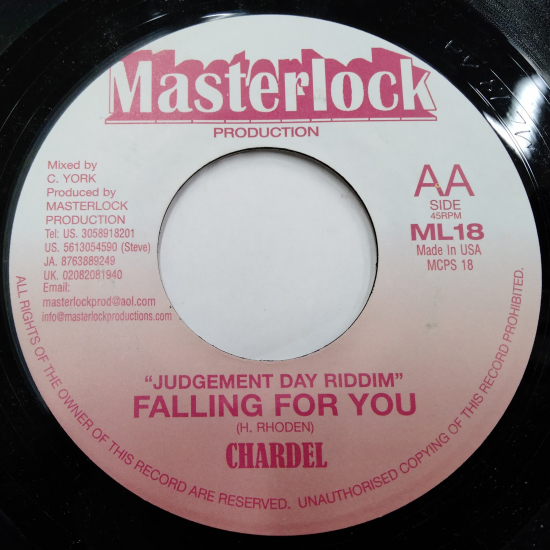 Masterlock
PRODUCTION
Mixed by
C. YORK
Produced by
MASTERLOCK
PRODUCTION
Tel: US. 3058918201
US. 5613054590 (Steve)
JA. 8763889249
UK. 02082081940
Email:
masterlockprod@aol.com
info@masterlockproductions.com
AA
SIDE
45RPM
ML18
Made In USA
MCPS 18
"JUDGEMENT DAY RIDDIM"
FALLING FOR YOU
(H. RHODEN)
CHARDEL
ALL RIGHTS OF THE OWNER OF THIS RECORD ARE RESERVED. UNAUTHORISED COPYING OF THIS RECORD PROHIBITED.